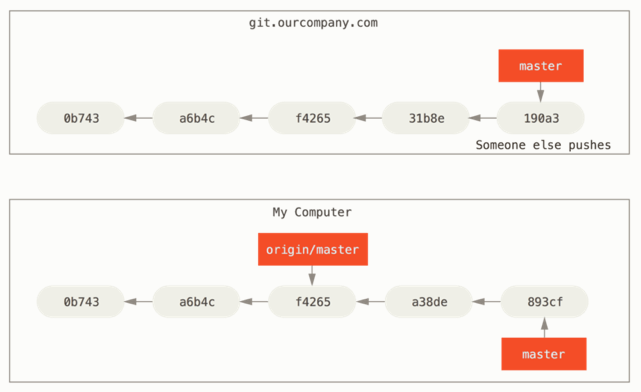 git.ourcompany.com
master
0b743 a6b4c f4265 31b8e 190a3
Someone else pushes
My Computer
origin/master
0b743 a6b4c f4265 a38de 893cf
master